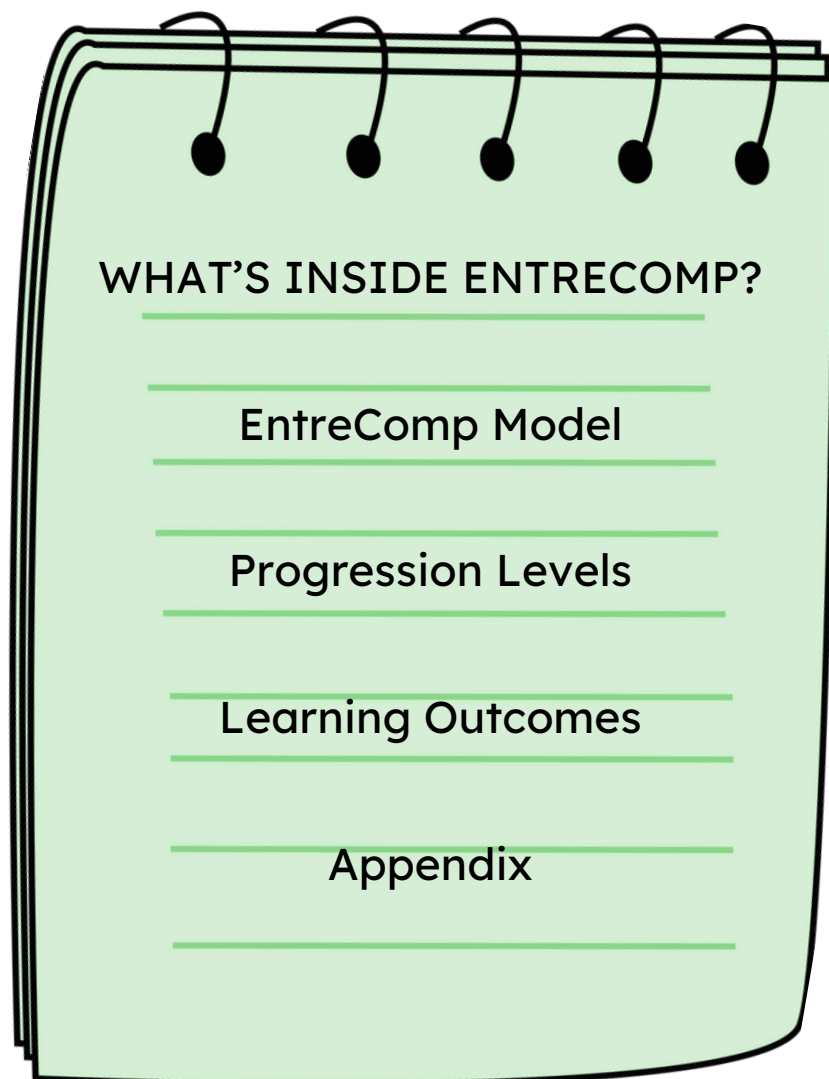 WHAT’S INSIDE ENTRECOMP?
EntreComp Model
Progression Levels
Learning Outcomes
Appendix